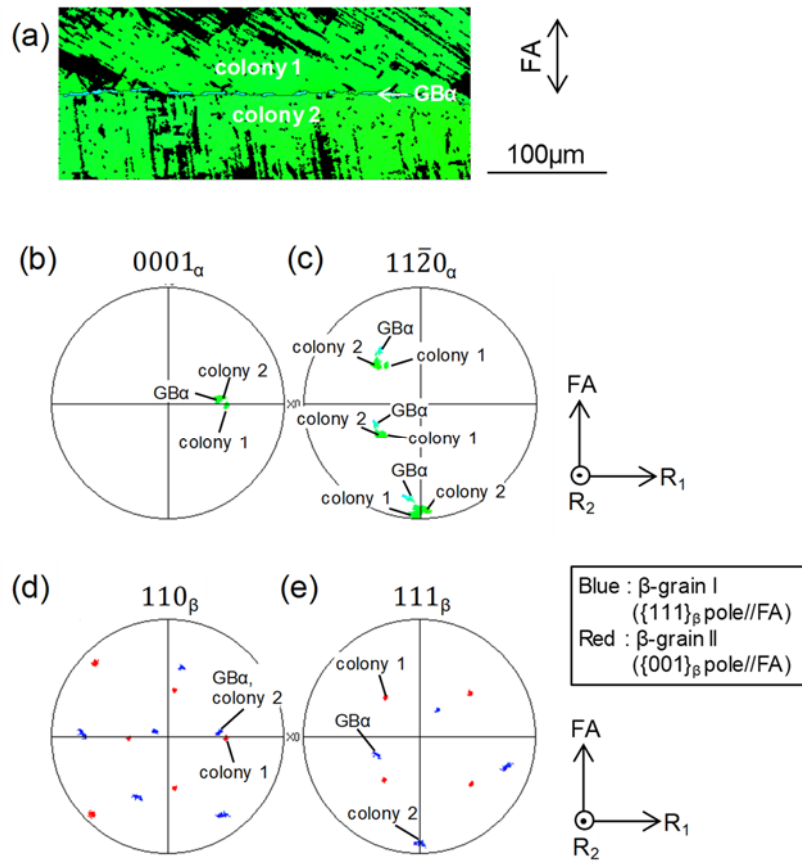 (a)
colony 1
GBα
colony 2
FA
100μm
(b)
0001α
colony 2
GBα
colony 1
(c)
112̅0α
GBα
colony 2
colony 1
GBα
colony 2
colony 1
GBα
colony 1
colony 2
FA
R₁
R₂
(d)
110β
GBα,
colony 2
colony 1
(e)
111β
colony 1
GBα
colony 2
Blue : β-grain I
({111}β pole//FA)
Red : β-grain II
({001}β pole//FA)
FA
R₁
R₂